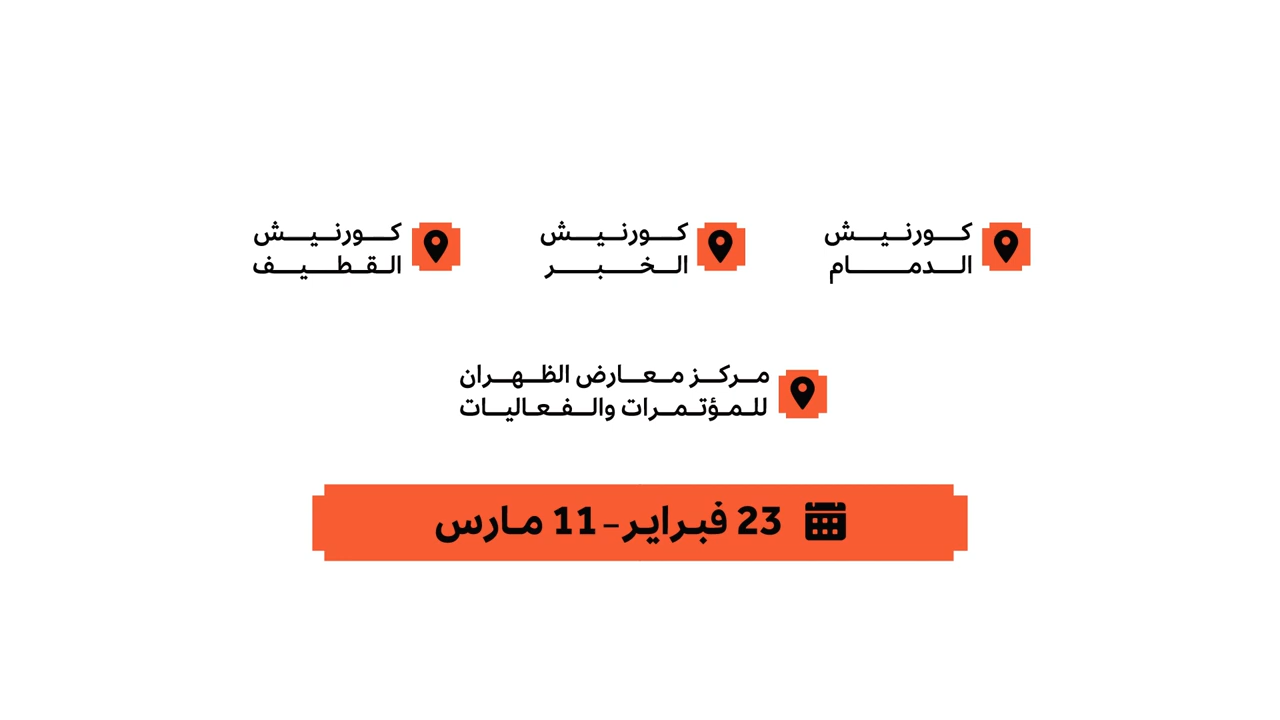 كورنيش
الدمام
كورنيش
الخبر
كورنيش
القطيف
مركز معارض الظهران
للمؤتمرات والفعاليات
23 فبراير - 11 مارس